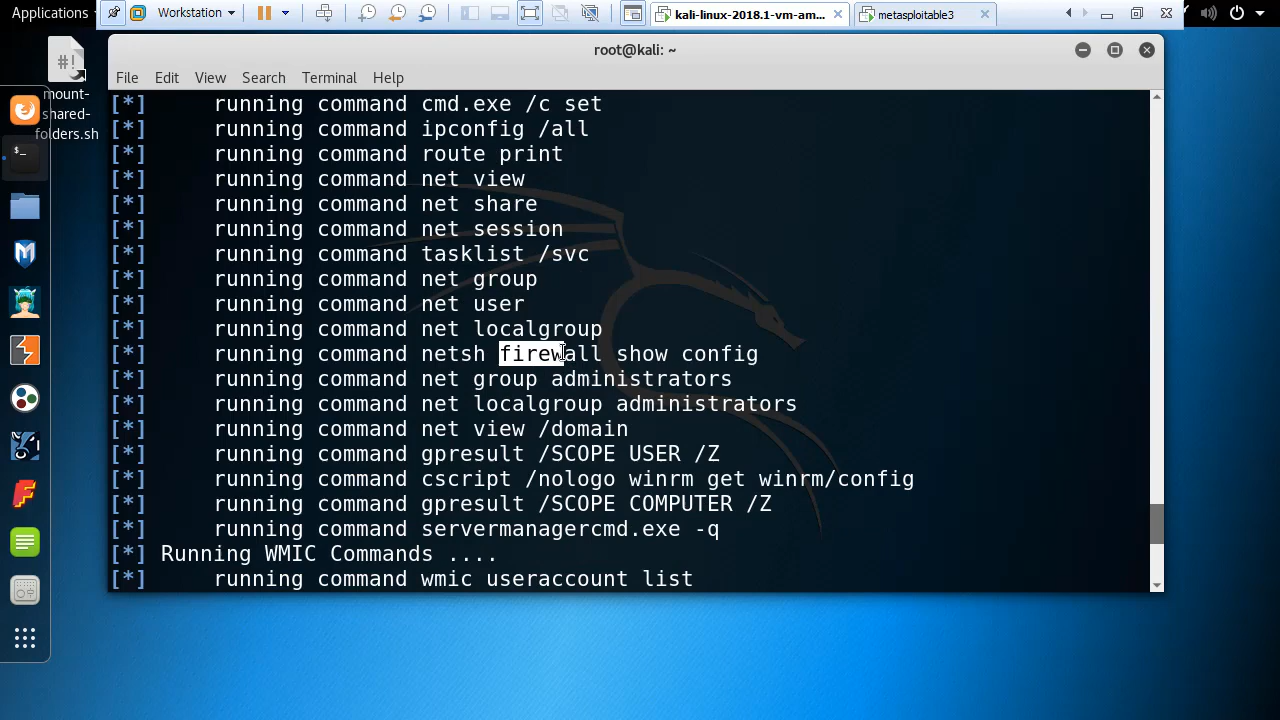 Applications
Workstation
kali-linux-2018.1-vm-am...
metasploitable3
#!
mount-
shared-
folders.sh
root@kali: ~
File Edit View Search Terminal Help
[*] running command cmd.exe /c set
[*] running command ipconfig /all
[*] running command route print
[*] running command net view
[*] running command net share
[*] running command net session
[*] running command tasklist /svc
[*] running command net group
[*] running command net user
[*] running command net localgroup
[*] running command netsh firewall show config
[*] running command net group administrators
[*] running command net localgroup administrators
[*] running command net view /domain
[*] running command gpresult /SCOPE USER /Z
[*] running command cscript /nologo winrm get winrm/config
[*] running command gpresult /SCOPE COMPUTER /Z
[*] running command servermanagercmd.exe -q
[*] Running WMIC Commands ....
[*] running command wmic useraccount list